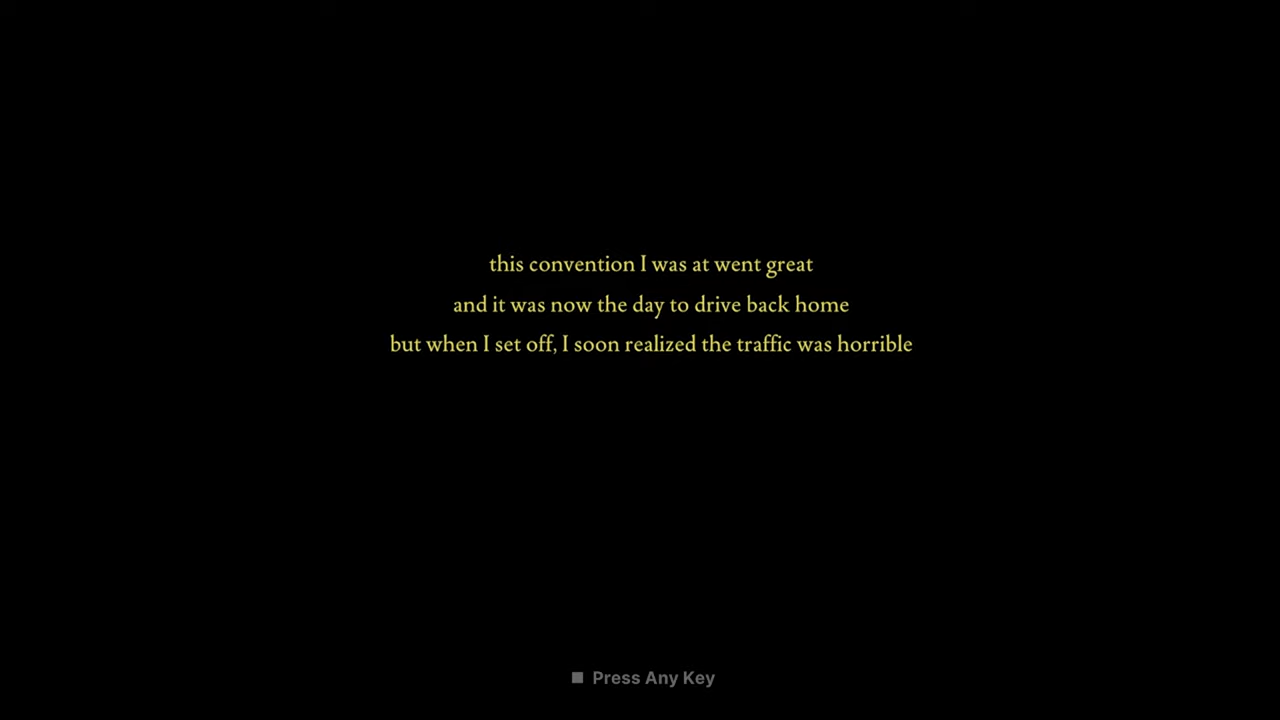 this convention I was at went great
and it was now the day to drive back home
but when I set off, I soon realized the traffic was horrible
Press Any Key